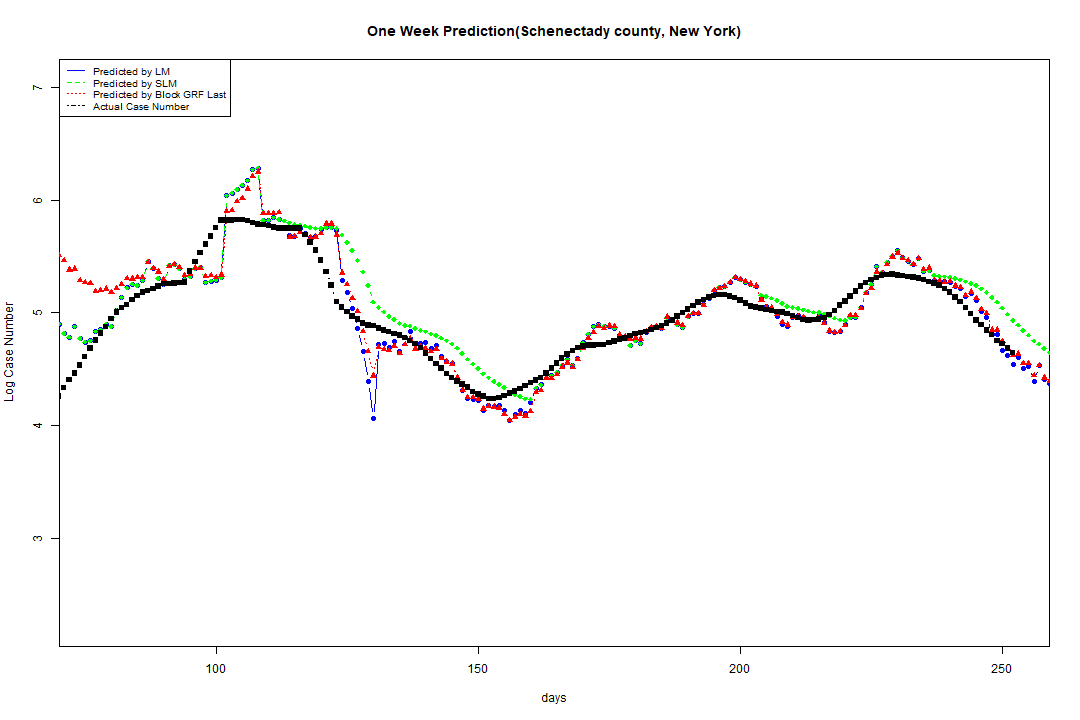 One Week Prediction(Schenectady county, New York)
Predicted by LM
Predicted by SLM
Predicted by Block GRF Last
Actual Case Number
7
6
5
4
3
Log Case Number
100
150
200
250
days